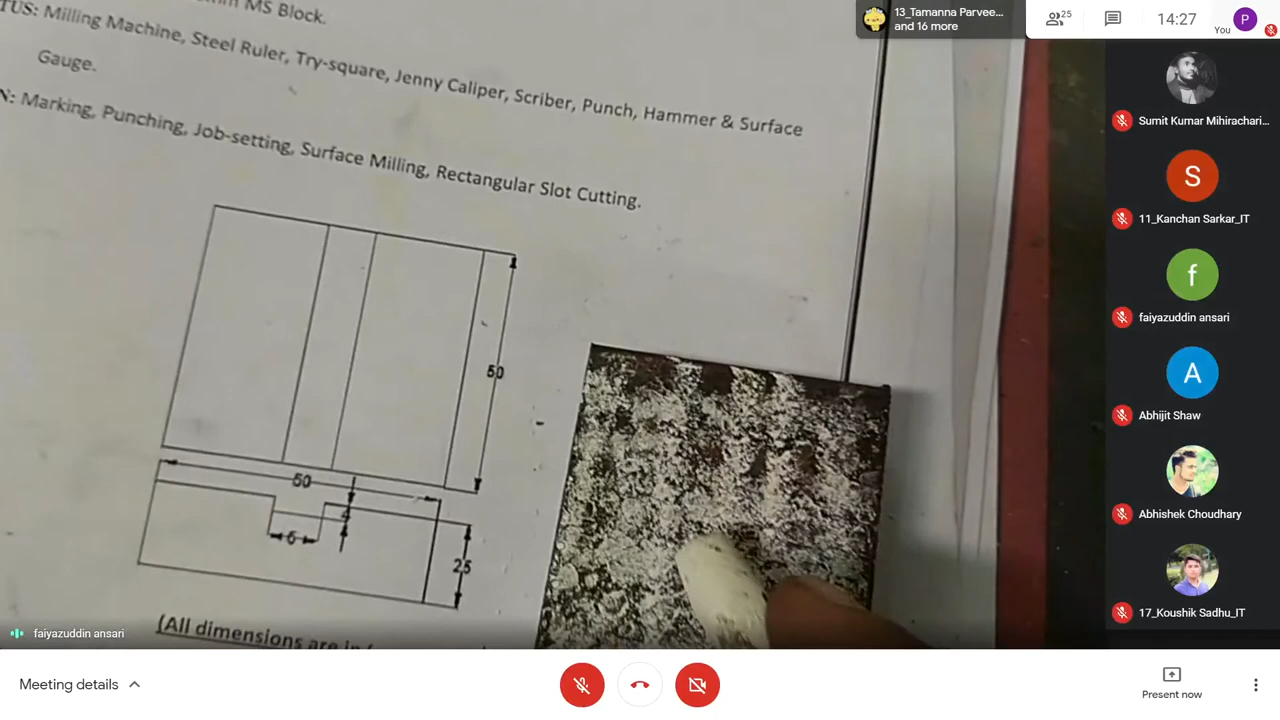 MS Block.
TUS: Milling Machine, Steel Ruler, Try-square, Jenny Caliper, Scriber, Punch, Hammer & Surface
Gauge.
N: Marking, Punching, Job-setting, Surface Milling, Rectangular Slot Cutting.
50
50
4
6
25
(All dimensions are in
13_Tamanna Parvee...
and 16 more
25
14:27
You
P
Sumit Kumar Mihirachari...
S
11_Kanchan Sarkar_IT
f
faiyazuddin ansari
A
Abhijit Shaw
Abhishek Choudhary
17_Koushik Sadhu_IT
faiyazuddin ansari
Meeting details
Present now